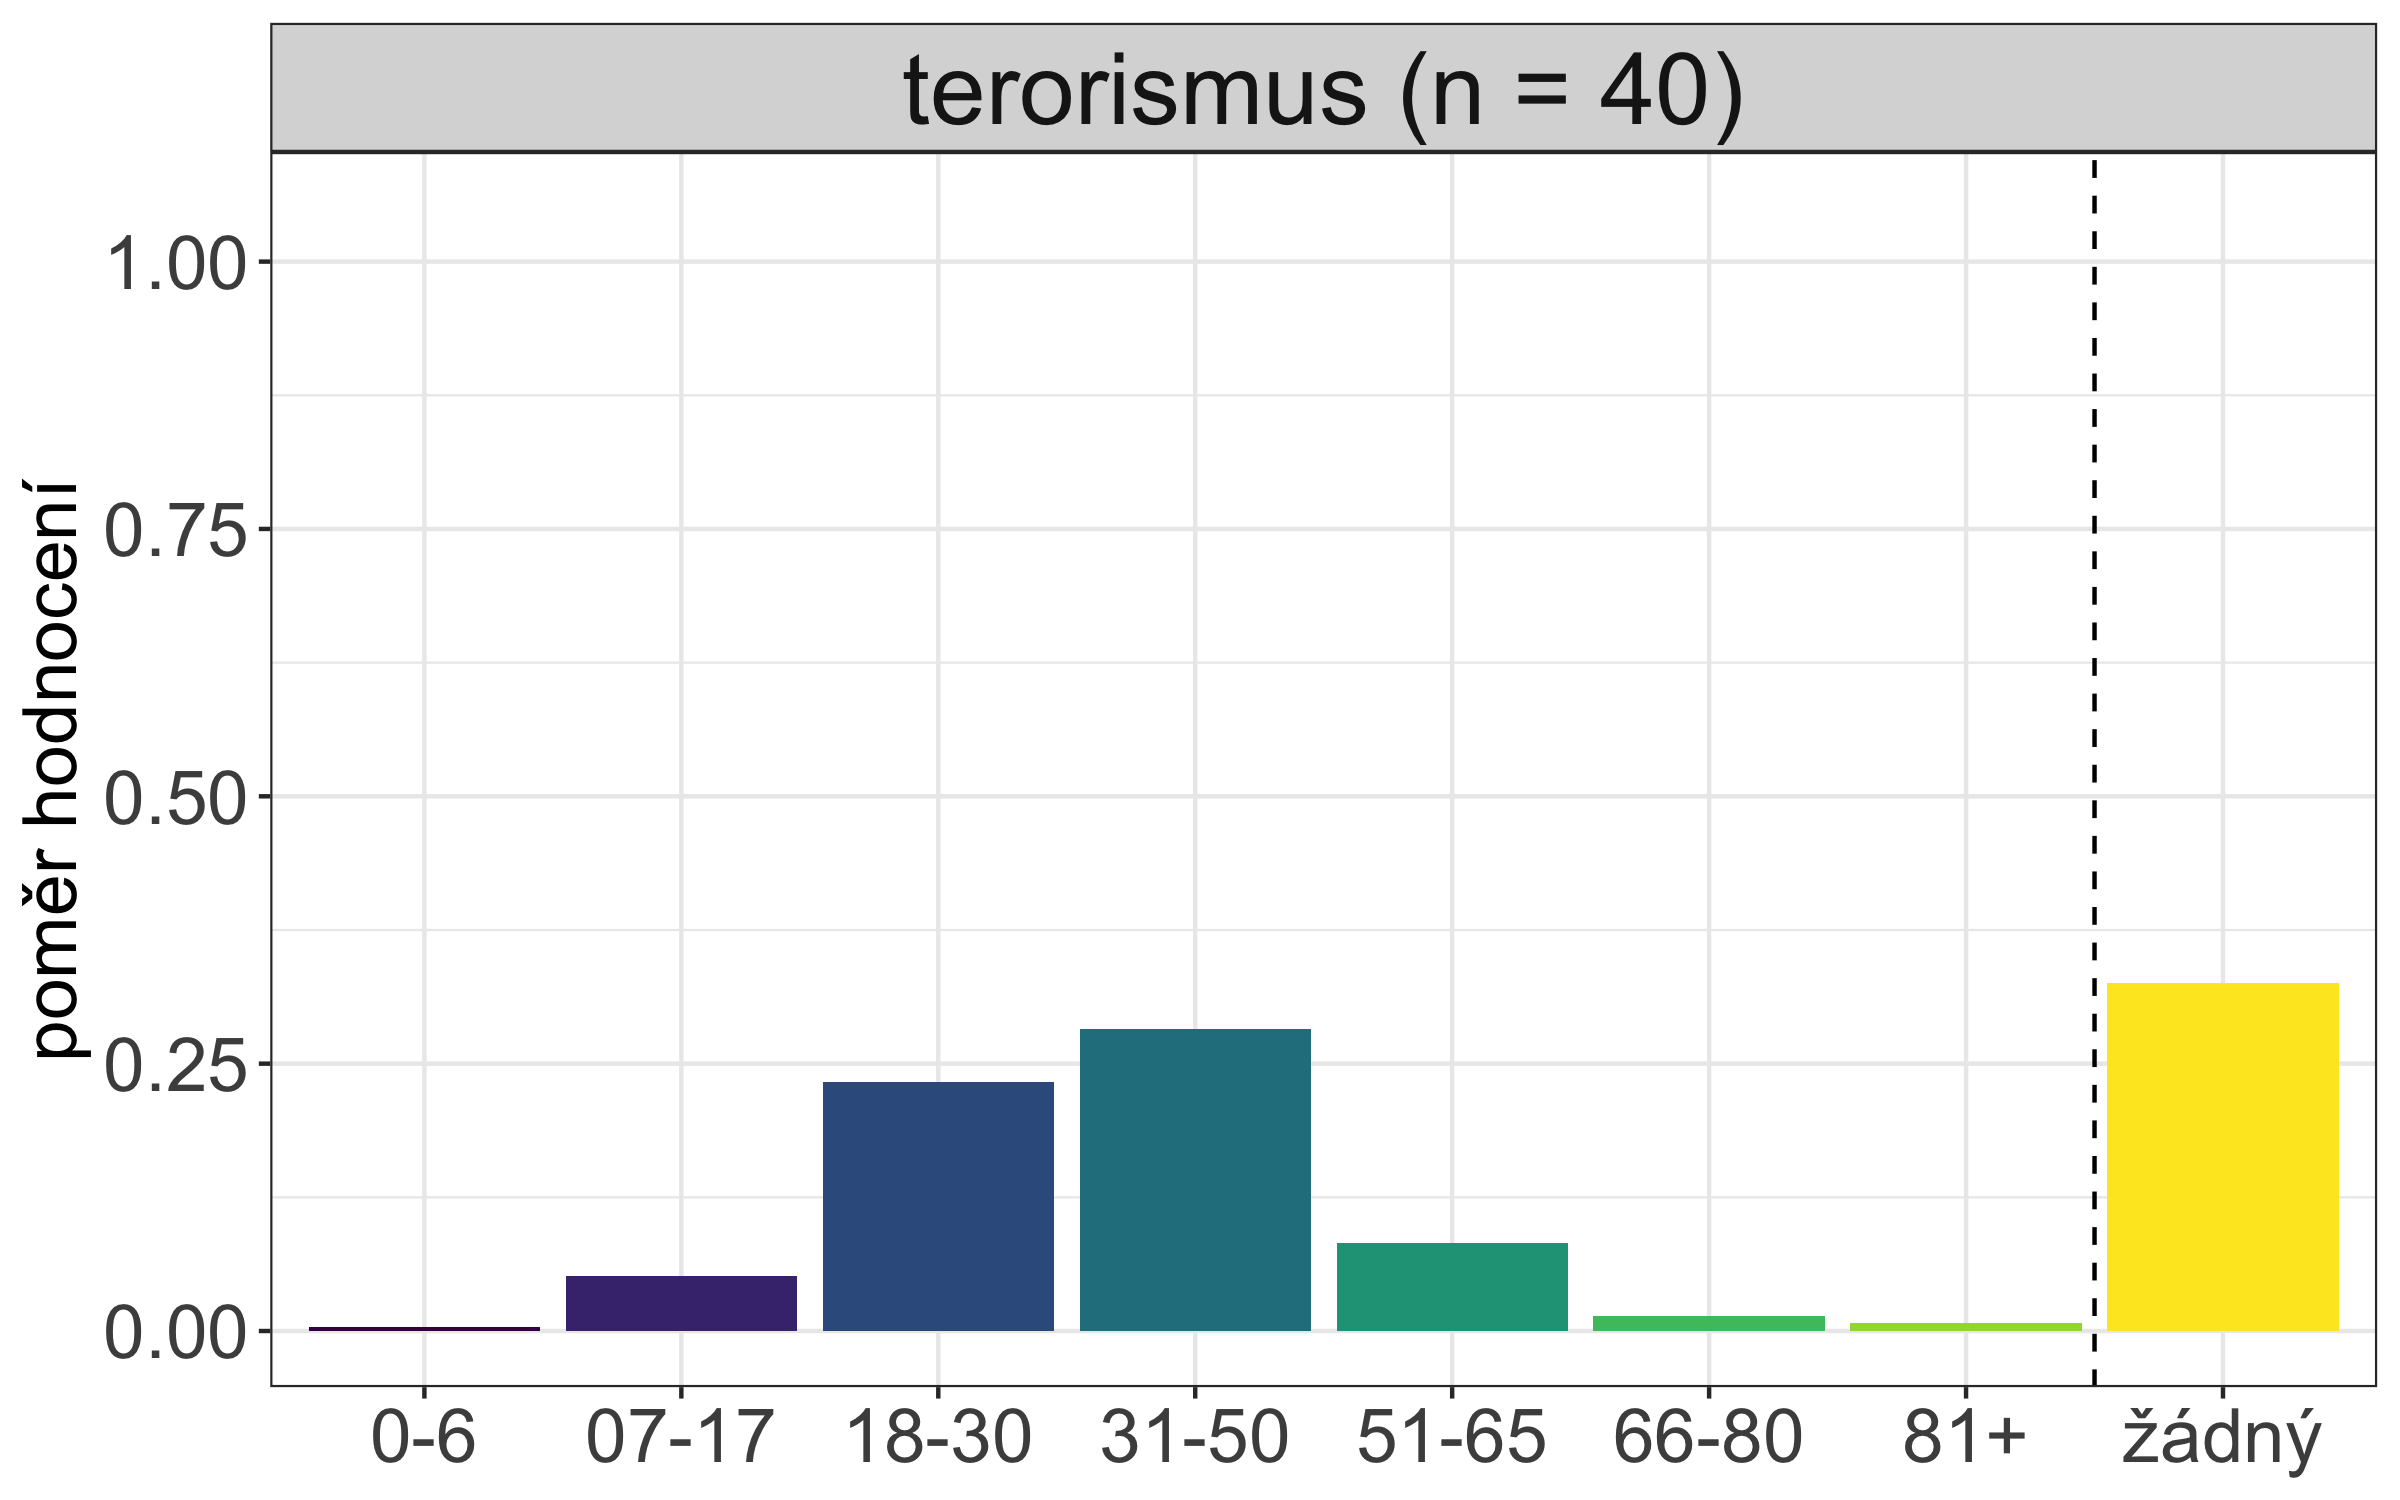 terorismus (n = 40)
poměr hodnocení
1.00
0.75
0.50
0.25
0.00
0-6 07-17 18-30 31-50 51-65 66-80 81+ žádný